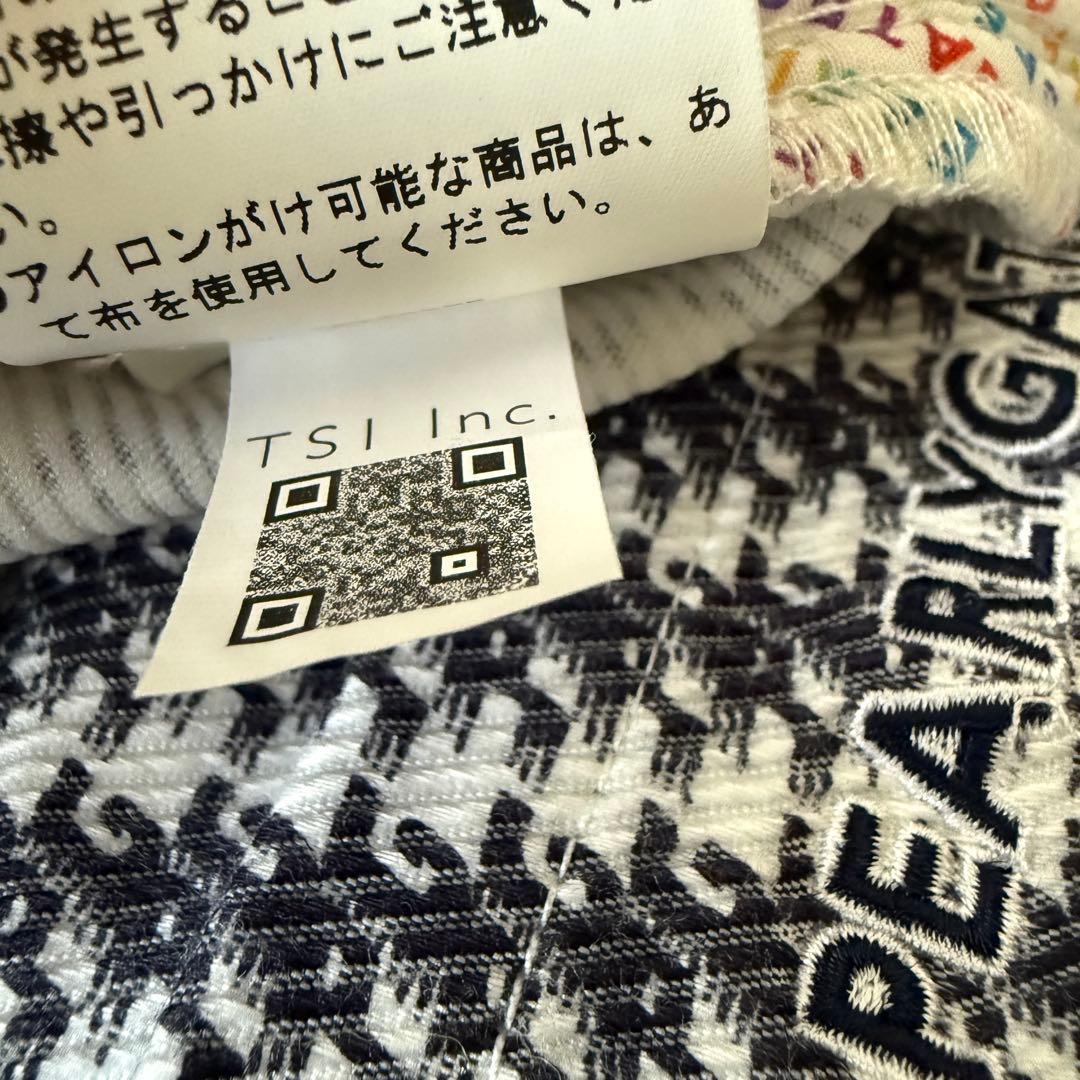 が発生すること
擦や引っかけにご注意くだ
い。
アイロンがけ可能な商品は、あ
て布を使用してください。
TSI Inc.
PEARLYGAT